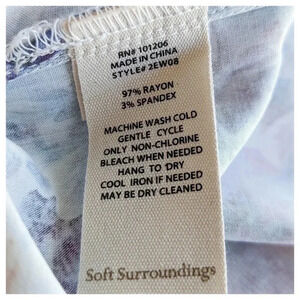 RN# 101206
MADE IN CHINA
STYLE# 2EW08
97% RAYON
3% SPANDEX
MACHINE WASH COLD
GENTLE CYCLE
ONLY NON-CHLORINE
BLEACH WHEN NEEDED
HANG TO DRY
COOL IRON IF NEEDED
MAY BE DRY CLEANED
Soft Surroundings